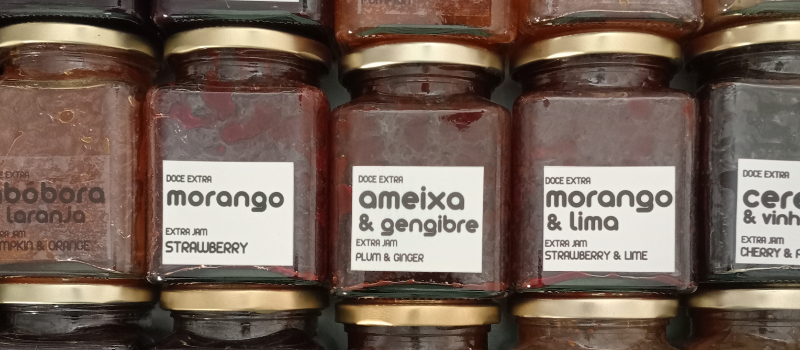 laranja
& ORANGE
DOCE EXTRA
morango
EXTRA JAM
STRAWBERRY
DOCE EXTRA
ameixa
& gengibre
EXTRA JAM
PLUM & GINGER
DOCE EXTRA
morango
& lima
EXTRA JAM
STRAWBERRY & LIME
DOCE EXTRA
&
EXTRA JAM
CHERRY &